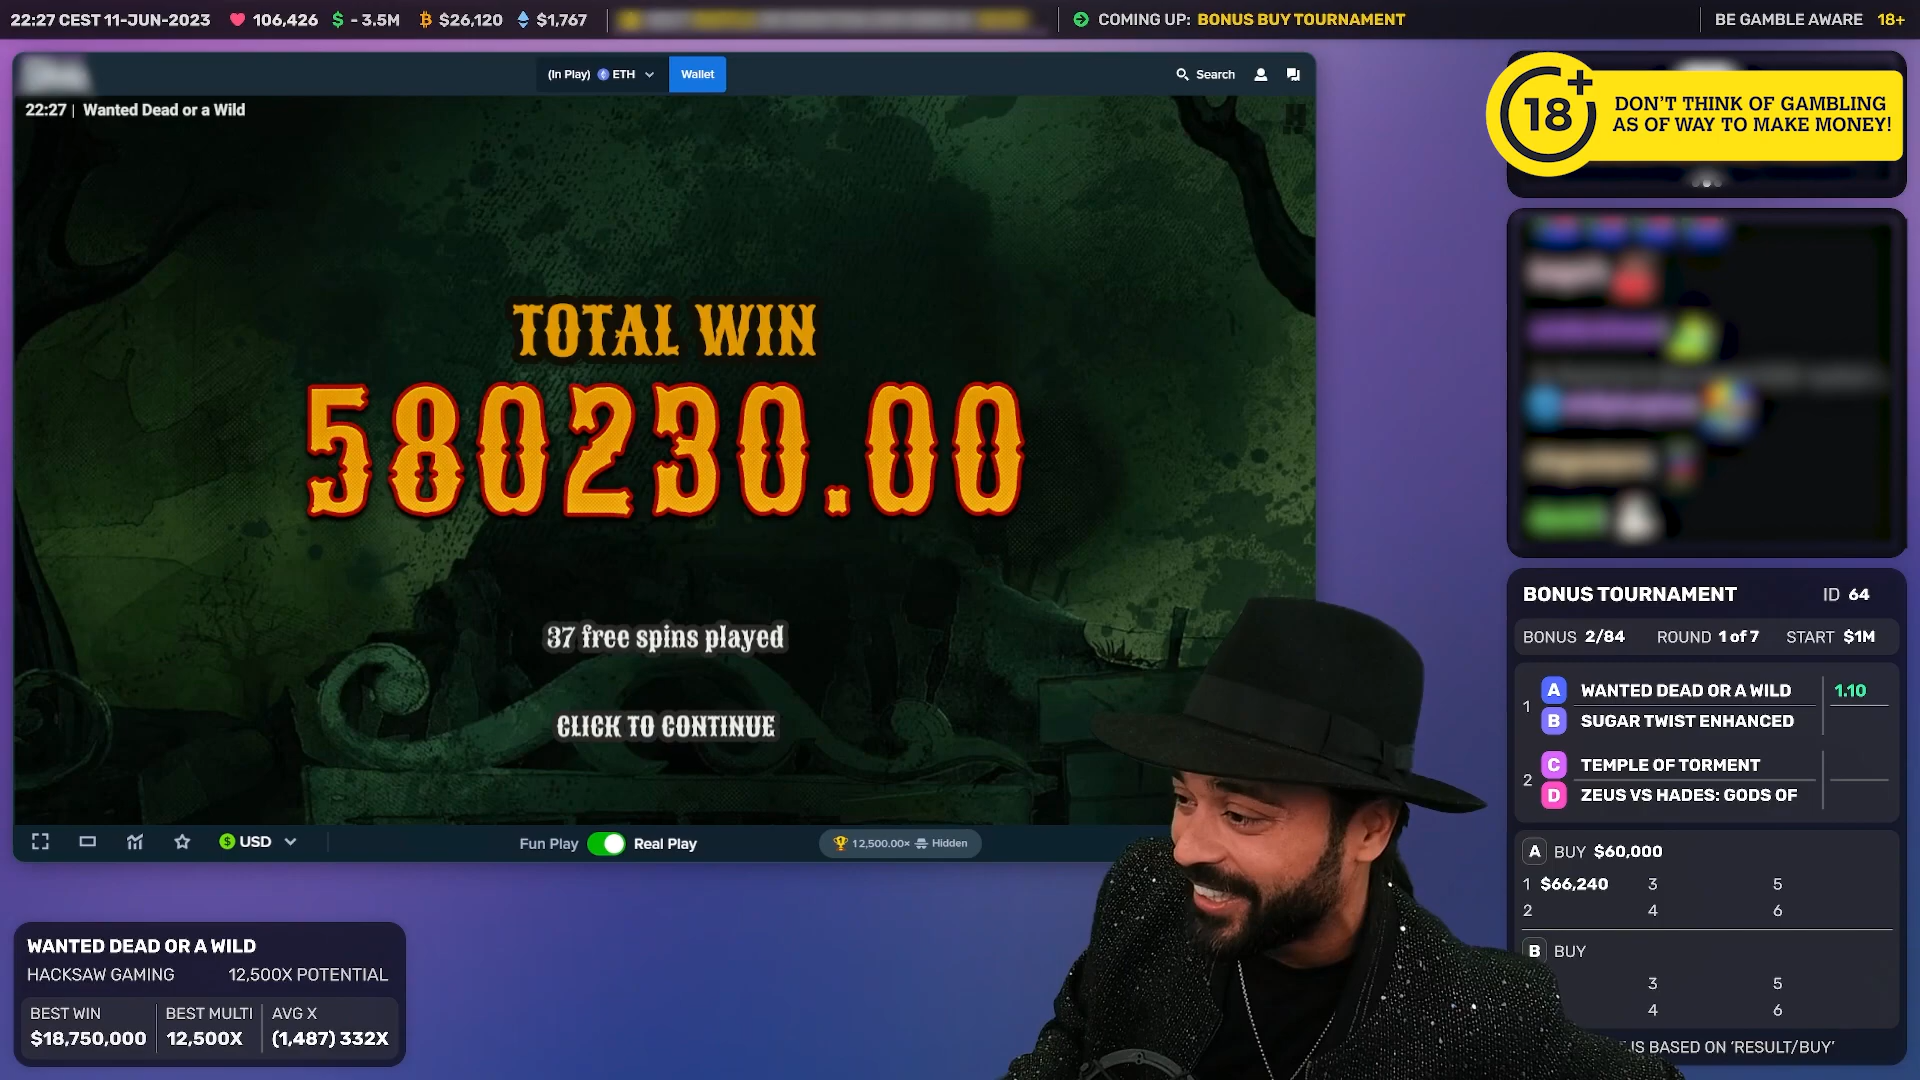 22:27 CEST 11-JUN-2023 106,426 $ - 3.5M $26,120 $1,767
COMING UP: BONUS BUY TOURNAMENT
BE GAMBLE AWARE 18+
(In Play) ETH Wallet
Search
22:27 | Wanted Dead or a Wild
18+
DON'T THINK OF GAMBLING
AS OF WAY TO MAKE MONEY!
TOTAL WIN
580230.00
37 free spins played
CLICK TO CONTINUE
USD
Fun Play Real Play
12,500.00× Hidden
WANTED DEAD OR A WILD
HACKSAW GAMING 12,500X POTENTIAL
BEST WIN BEST MULTI AVG X
$18,750,000 12,500X (1,487) 332X
BONUS TOURNAMENT ID 64
BONUS 2/84 ROUND 1 of 7 START $1M
1 A WANTED DEAD OR A WILD 1.10
B SUGAR TWIST ENHANCED
2 C TEMPLE OF TORMENT
D ZEUS VS HADES: GODS OF
A BUY $60,000
1 $66,240 3 5
2 4 6
B BUY
3 5
4 6
IS BASED ON 'RESULT/BUY'